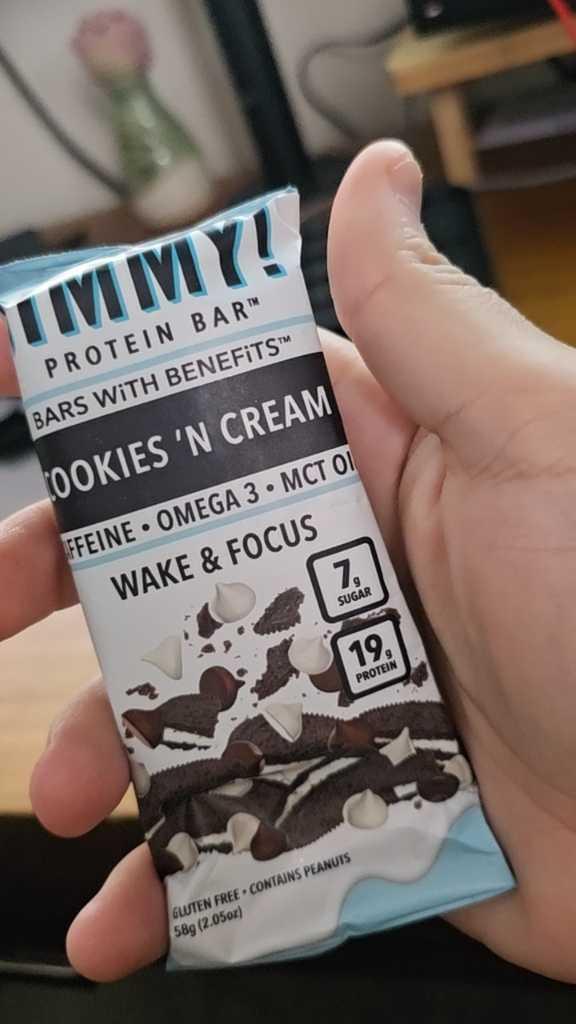 IMMY!
PROTEIN BAR™
BARS WiTH BENEFiTS™
COOKIES 'N CREAM
AFFEINE • OMEGA 3 • MCT OI
WAKE & FOCUS
7g
SUGAR
19g
PROTEIN
GLUTEN FREE • CONTAINS PEANUTS
58g (2.05oz)